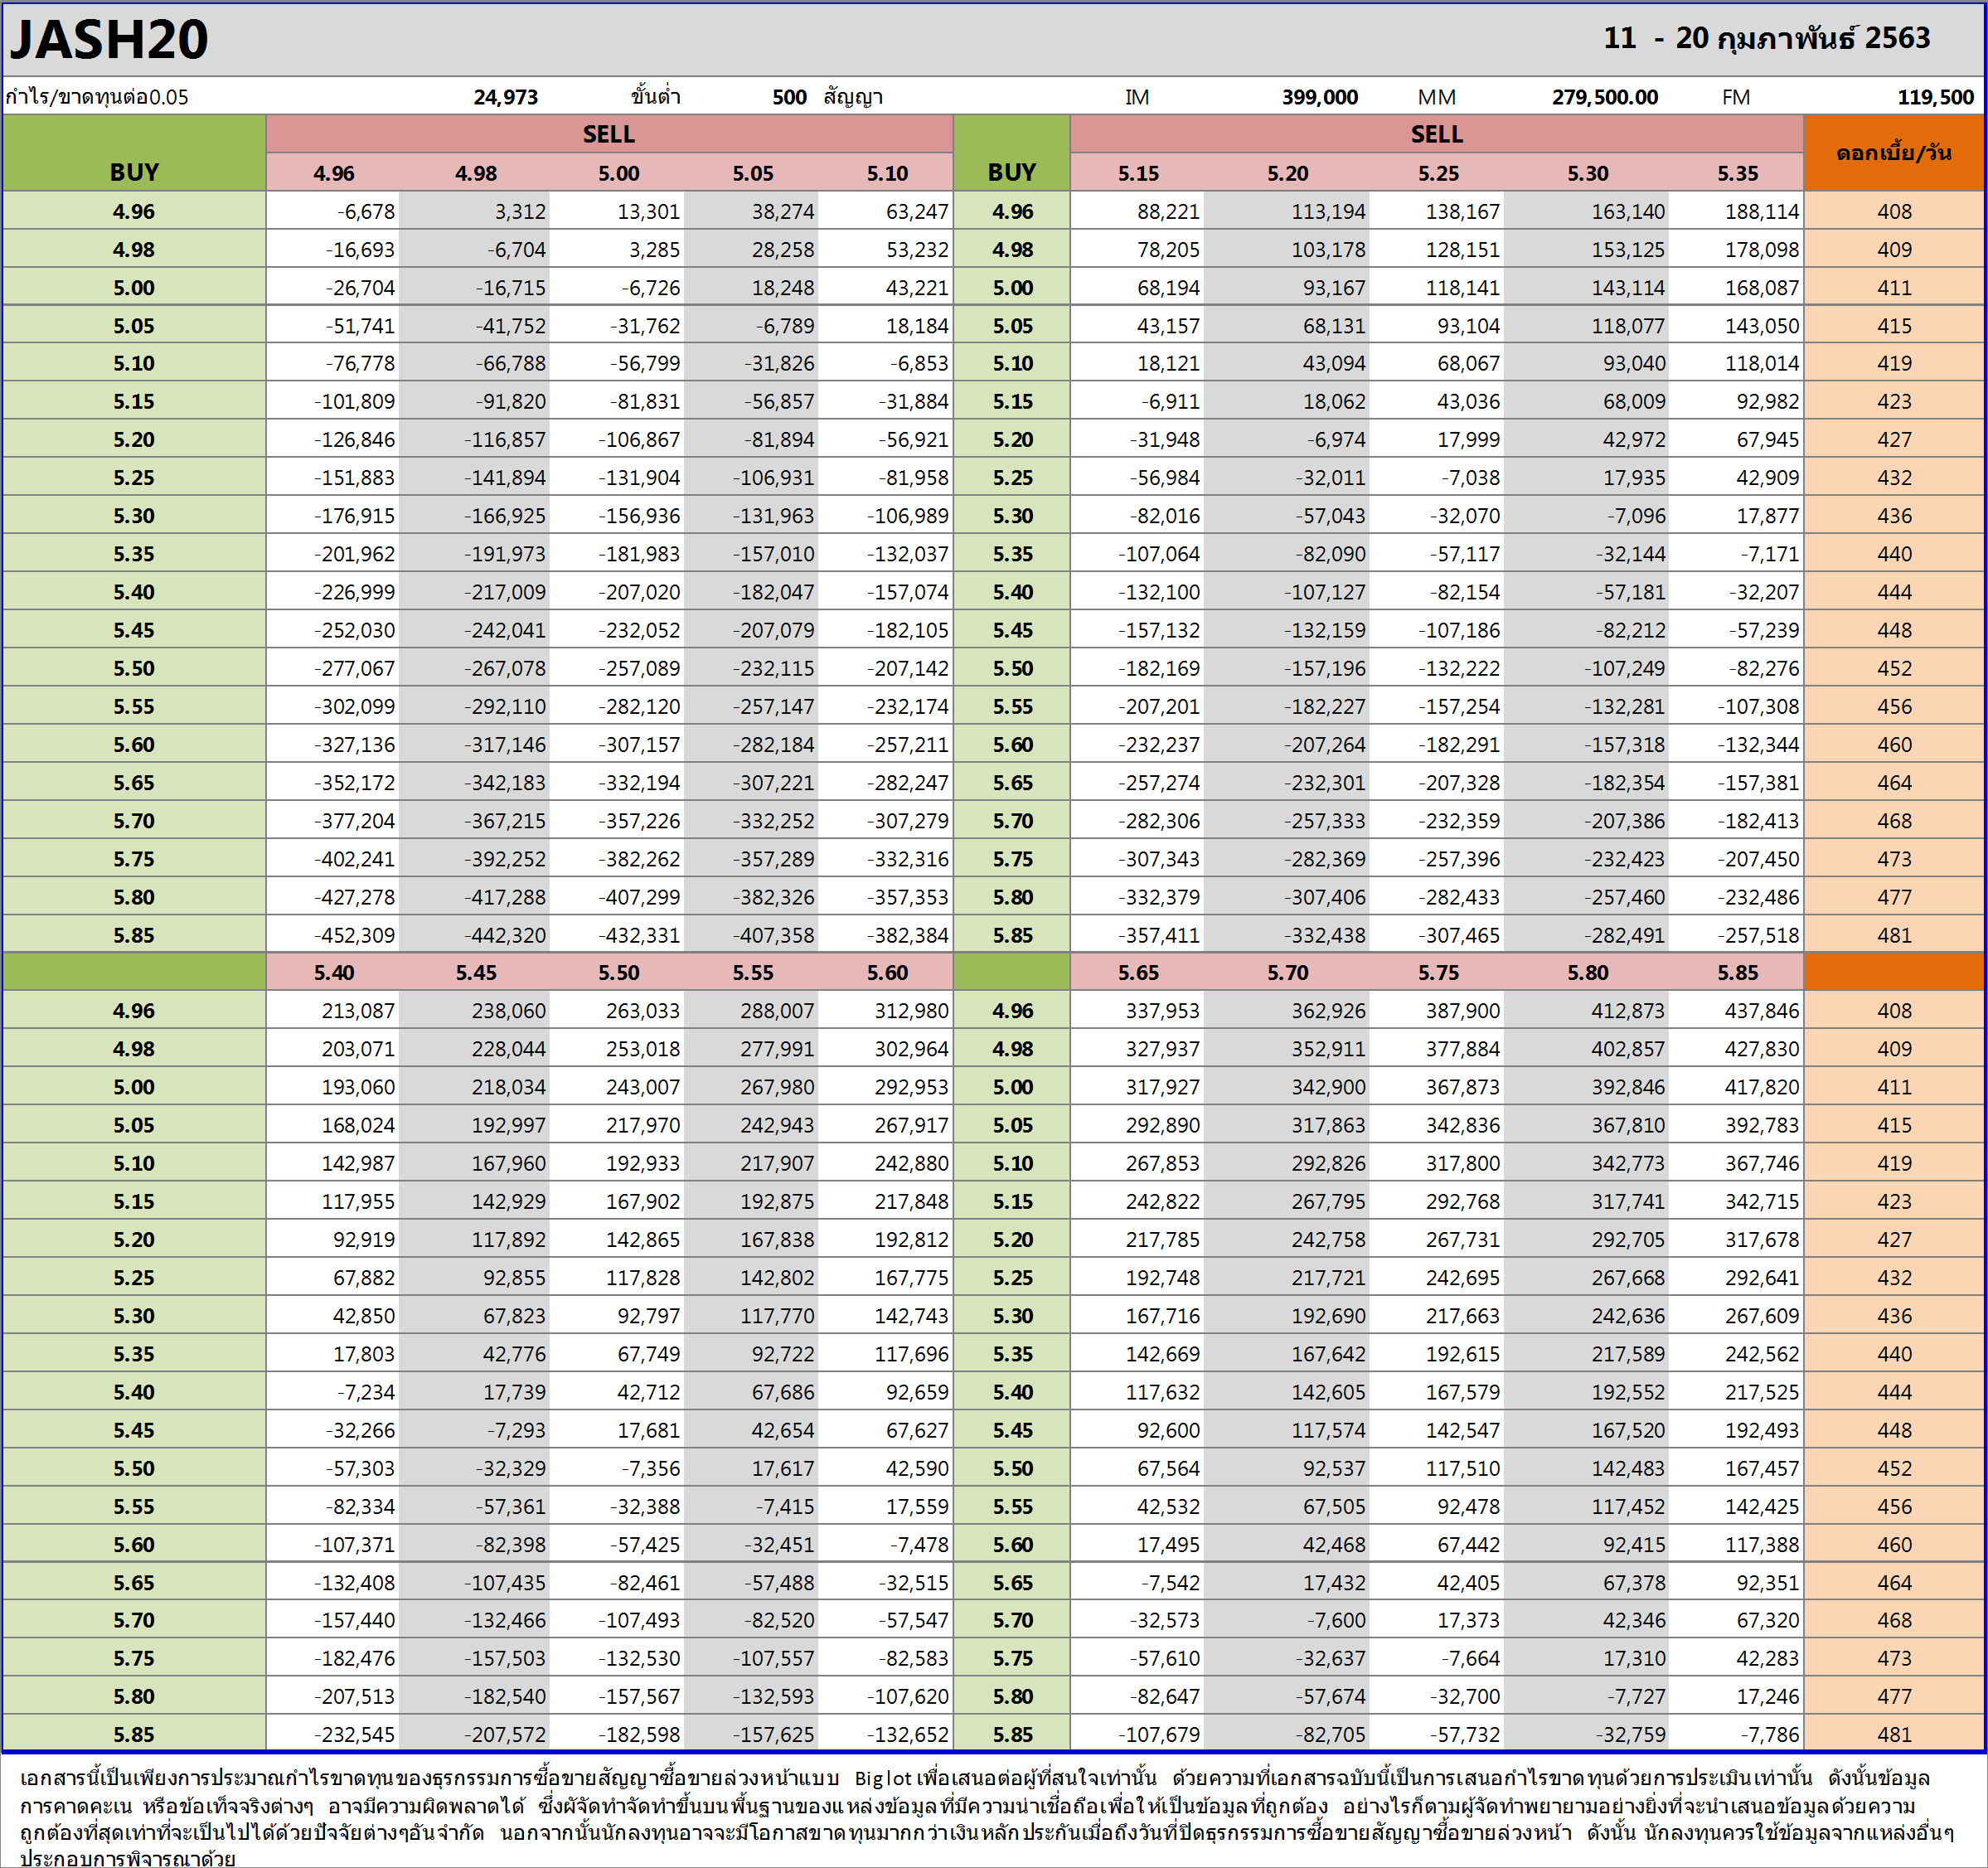 JASH20 11 - 20 กุมภาพันธ์ 2563
กำไร/ขาดทุนต่อ0.05 24,973 ขั้นต่ำ 500 สัญญา IM 399,000 MM 279,500.00 FM 119,500
SELL SELL
BUY 4.96 4.98 5.00 5.05 5.10 BUY 5.15 5.20 5.25 5.30 5.35 ดอกเบี้ย/วัน
4.96 -6,678 3,312 13,301 38,274 63,247 4.96 88,221 113,194 138,167 163,140 188,114 408
4.98 -16,693 -6,704 3,285 28,258 53,232 4.98 78,205 103,178 128,151 153,125 178,098 409
5.00 -26,704 -16,715 -6,726 18,248 43,221 5.00 68,194 93,167 118,141 143,114 168,087 411
5.05 -51,741 -41,752 -31,762 -6,789 18,184 5.05 43,157 68,131 93,104 118,077 143,050 415
5.10 -76,778 -66,788 -56,799 -31,826 -6,853 5.10 18,121 43,094 68,067 93,040 118,014 419
5.15 -101,809 -91,820 -81,831 -56,857 -31,884 5.15 -6,911 18,062 43,036 68,009 92,982 423
5.20 -126,846 -116,857 -106,867 -81,894 -56,921 5.20 -31,948 -6,974 17,999 42,972 67,945 427
5.25 -151,883 -141,894 -131,904 -106,931 -81,958 5.25 -56,984 -32,011 -7,038 17,935 42,909 432
5.30 -176,915 -166,925 -156,936 -131,963 -106,989 5.30 -82,016 -57,043 -32,070 -7,096 17,877 436
5.35 -201,962 -191,973 -181,983 -157,010 -132,037 5.35 -107,064 -82,090 -57,117 -32,144 -7,171 440
5.40 -226,999 -217,009 -207,020 -182,047 -157,074 5.40 -132,100 -107,127 -82,154 -57,181 -32,207 444
5.45 -252,030 -242,041 -232,052 -207,079 -182,105 5.45 -157,132 -132,159 -107,186 -82,212 -57,239 448
5.50 -277,067 -267,078 -257,089 -232,115 -207,142 5.50 -182,169 -157,196 -132,222 -107,249 -82,276 452
5.55 -302,099 -292,110 -282,120 -257,147 -232,174 5.55 -207,201 -182,227 -157,254 -132,281 -107,308 456
5.60 -327,136 -317,146 -307,157 -282,184 -257,211 5.60 -232,237 -207,264 -182,291 -157,318 -132,344 460
5.65 -352,172 -342,183 -332,194 -307,221 -282,247 5.65 -257,274 -232,301 -207,328 -182,354 -157,381 464
5.70 -377,204 -367,215 -357,226 -332,252 -307,279 5.70 -282,306 -257,333 -232,359 -207,386 -182,413 468
5.75 -402,241 -392,252 -382,262 -357,289 -332,316 5.75 -307,343 -282,369 -257,396 -232,423 -207,450 473
5.80 -427,278 -417,288 -407,299 -382,326 -357,353 5.80 -332,379 -307,406 -282,433 -257,460 -232,486 477
5.85 -452,309 -442,320 -432,331 -407,358 -382,384 5.85 -357,411 -332,438 -307,465 -282,491 -257,518 481
5.40 5.45 5.50 5.55 5.60 5.65 5.70 5.75 5.80 5.85
4.96 213,087 238,060 263,033 288,007 312,980 4.96 337,953 362,926 387,900 412,873 437,846 408
4.98 203,071 228,044 253,018 277,991 302,964 4.98 327,937 352,911 377,884 402,857 427,830 409
5.00 193,060 218,034 243,007 267,980 292,953 5.00 317,927 342,900 367,873 392,846 417,820 411
5.05 168,024 192,997 217,970 242,943 267,917 5.05 292,890 317,863 342,836 367,810 392,783 415
5.10 142,987 167,960 192,933 217,907 242,880 5.10 267,853 292,826 317,800 342,773 367,746 419
5.15 117,955 142,929 167,902 192,875 217,848 5.15 242,822 267,795 292,768 317,741 342,715 423
5.20 92,919 117,892 142,865 167,838 192,812 5.20 217,785 242,758 267,731 292,705 317,678 427
5.25 67,882 92,855 117,828 142,802 167,775 5.25 192,748 217,721 242,695 267,668 292,641 432
5.30 42,850 67,823 92,797 117,770 142,743 5.30 167,716 192,690 217,663 242,636 267,609 436
5.35 17,803 42,776 67,749 92,722 117,696 5.35 142,669 167,642 192,615 217,589 242,562 440
5.40 -7,234 17,739 42,712 67,686 92,659 5.40 117,632 142,605 167,579 192,552 217,525 444
5.45 -32,266 -7,293 17,681 42,654 67,627 5.45 92,600 117,574 142,547 167,520 192,493 448
5.50 -57,303 -32,329 -7,356 17,617 42,590 5.50 67,564 92,537 117,510 142,483 167,457 452
5.55 -82,334 -57,361 -32,388 -7,415 17,559 5.55 42,532 67,505 92,478 117,452 142,425 456
5.60 -107,371 -82,398 -57,425 -32,451 -7,478 5.60 17,495 42,468 67,442 92,415 117,388 460
5.65 -132,408 -107,435 -82,461 -57,488 -32,515 5.65 -7,542 17,432 42,405 67,378 92,351 464
5.70 -157,440 -132,466 -107,493 -82,520 -57,547 5.70 -32,573 -7,600 17,373 42,346 67,320 468
5.75 -182,476 -157,503 -132,530 -107,557 -82,583 5.75 -57,610 -32,637 -7,664 17,310 42,283 473
5.80 -207,513 -182,540 -157,567 -132,593 -107,620 5.80 -82,647 -57,674 -32,700 -7,727 17,246 477
5.85 -232,545 -207,572 -182,598 -157,625 -132,652 5.85 -107,679 -82,705 -57,732 -32,759 -7,786 481
เอกสารนี้เป็นเพียงการประมาณกำไรขาดทุนของธุรกรรมการซื้อขายสัญญาซื้อขายล่วงหน้าแบบ Big lot เพื่อเสนอต่อผู้ที่สนใจเท่านั้น ด้วยความที่เอกสารฉบับนี้เป็นการเสนอกำไรขาดทุนด้วยการประเมินเท่านั้น ดังนั้นข้อมูล
การคาดคะเน หรือข้อเท็จจริงต่างๆ อาจมีความผิดพลาดได้ ซึ่งผัจัดทำจัดทำขึ้นบนพื้นฐานของแหล่งข้อมูลที่มีความน่าเชื่อถือเพื่อให้เป็นข้อมูลที่ถูกต้อง อย่างไรก็ตามผู้จัดทำพยายามอย่างยิ่งที่จะนำเสนอข้อมูลด้วยความ
ถูกต้องที่สุดเท่าที่จะเป็นไปได้ด้วยปัจจัยต่างๆอันจำกัด นอกจากนั้นนักลงทุนอาจจะมีโอกาสขาดทุนมากกว่าเงินหลักประกันเมื่อถึงวันที่ปิดธุรกรรมการซื้อขายสัญญาซื้อขายล่วงหน้า ดังนั้น นักลงทุนควรใช้ข้อมูลจากแหล่งอื่นๆ
ประกอบการพิจารณาด้วย